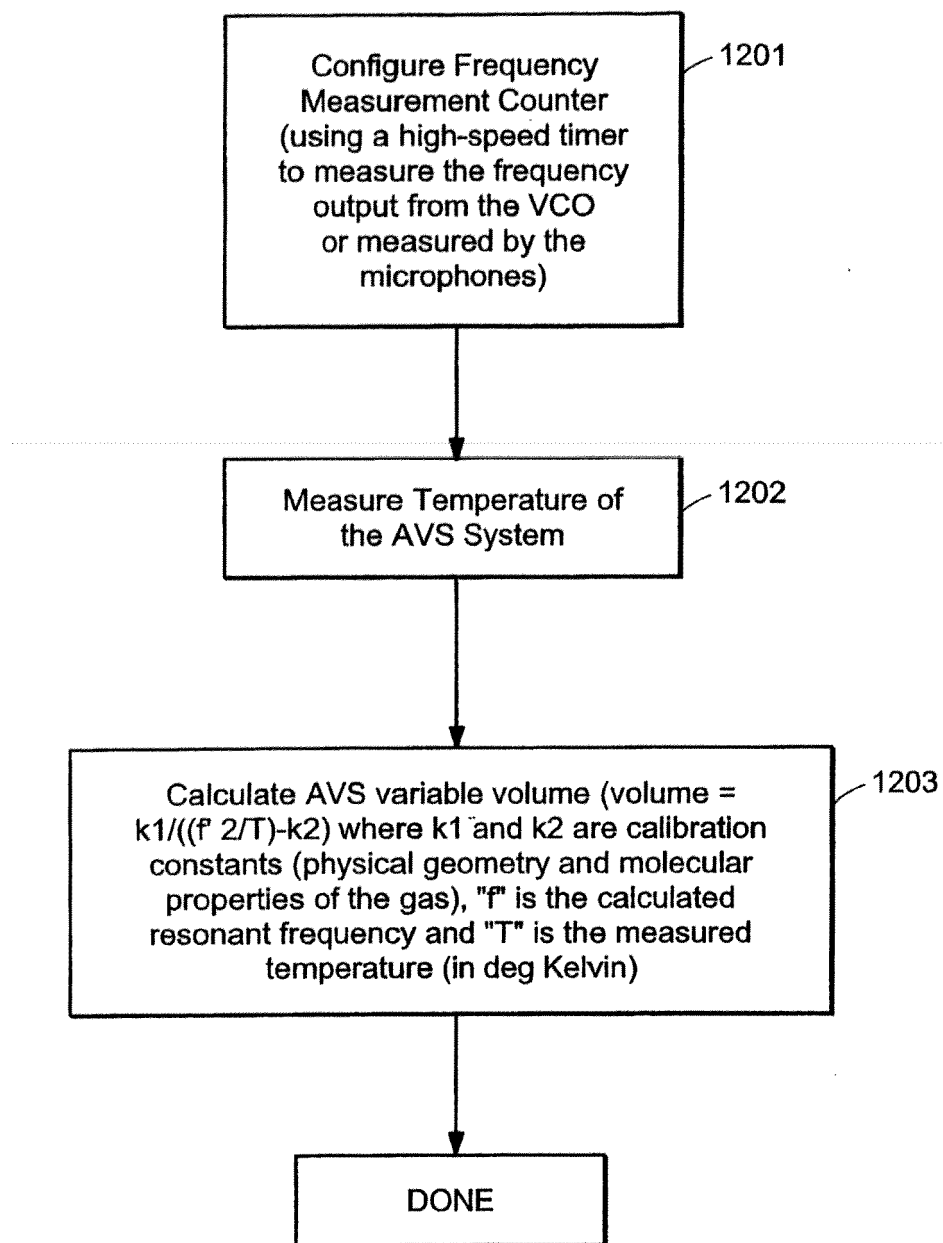 Configure Frequency
Measurement Counter
(using a high-speed timer
to measure the frequency
output from the VCO
or measured by the
microphones)
1201
Measure Temperature of
the AVS System
1202
Calculate AVS variable volume (volume =
k1/((f' 2/T)-k2) where k1 and k2 are calibration
constants (physical geometry and molecular
properties of the gas), "f" is the calculated
resonant frequency and "T" is the measured
temperature (in deg Kelvin)
1203
DONE